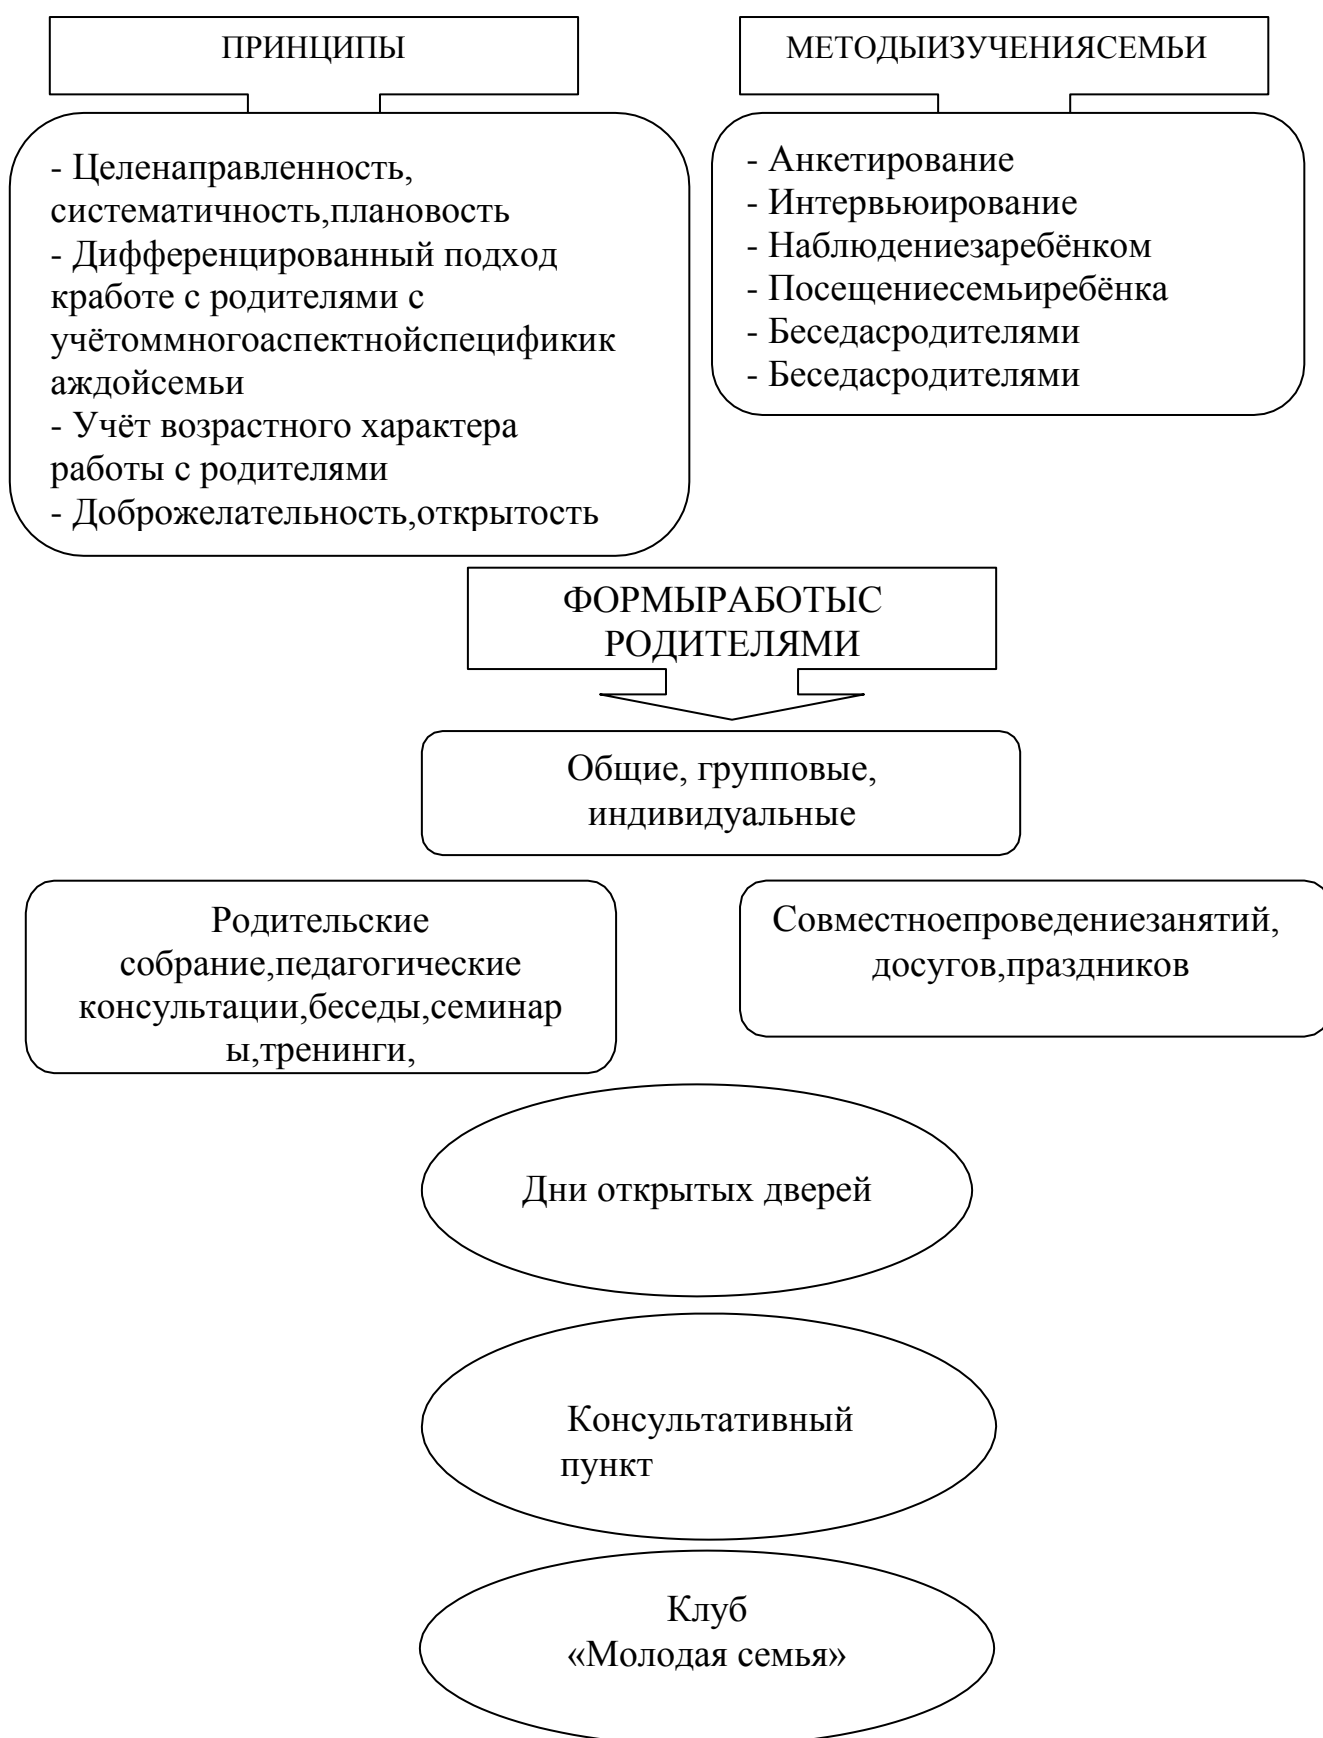 ПРИНЦИПЫ
- Целенаправленность,
систематичность,плановость
- Дифференцированный подход
кработе с родителями с
учётоммногоаспектнойспецификик
аждойсемьи
- Учёт возрастного характера
работы с родителями
- Доброжелательность,открытость
МЕТОДЫИЗУЧЕНИЯСЕМЬИ
- Анкетирование
- Интервьюирование
- Наблюдениезаребёнком
- Посещениесемьиребёнка
- Беседасродителями
- Беседасродителями
ФОРМЫРАБОТЫС
РОДИТЕЛЯМИ
Общие, групповые,
индивидуальные
Родительские
собрание,педагогические
консультации,беседы,семинар
ы,тренинги,
Совместноепроведениезанятий,
досугов,праздников
Дни открытых дверей
Консультативный
пункт
Клуб
«Молодая семья»